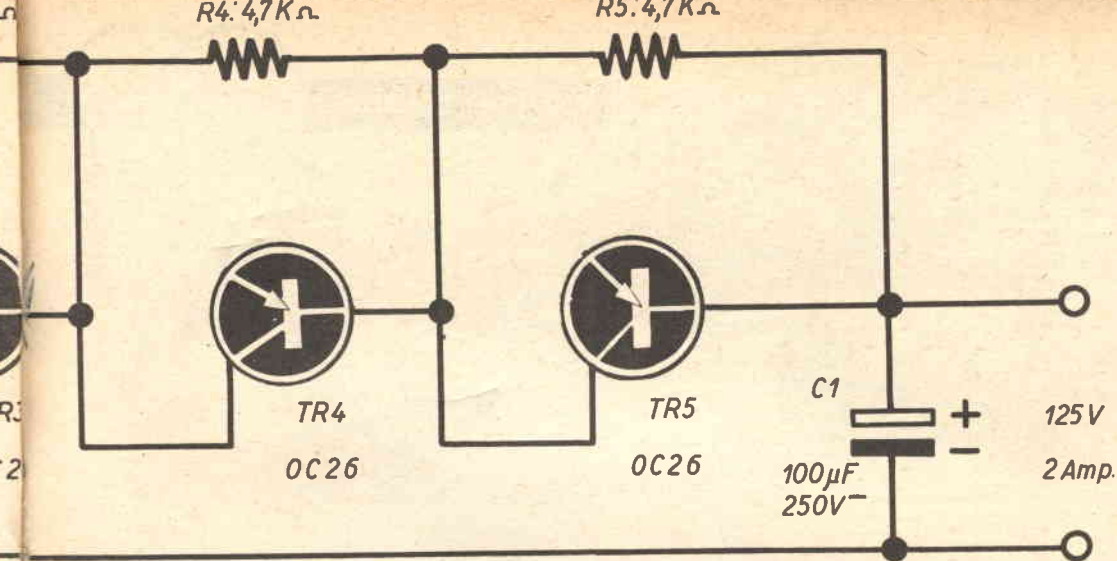 R4:4,7KΩ
R5:4,7KΩ
TR4
OC26
TR5
OC26
C1
+
−
100µF
250V−
125V
2 Amp.